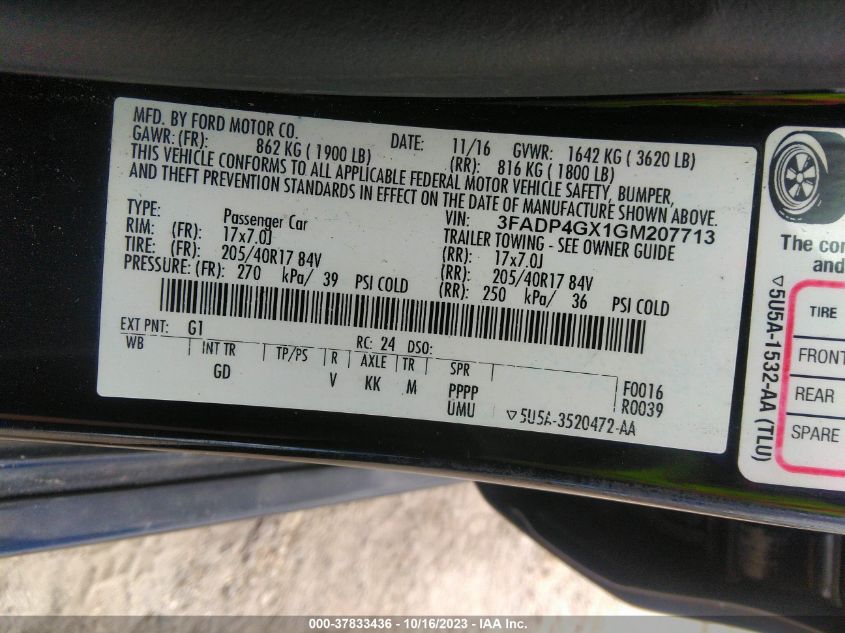 MFD. BY FORD MOTOR CO. DATE: 11/16 GVWR: 1642 KG ( 3620 LB)
GAWR: (FR): 862 KG ( 1900 LB) (RR): 816 KG ( 1800 LB)
THIS VEHICLE CONFORMS TO ALL APPLICABLE FEDERAL MOTOR VEHICLE SAFETY, BUMPER,
AND THEFT PREVENTION STANDARDS IN EFFECT ON THE DATE OF MANUFACTURE SHOWN ABOVE.
TYPE: Passenger Car VIN: 3FADP4GX1GM207713
TRAILER TOWING - SEE OWNER GUIDE
RIM: (FR): 17x7.0J (RR): 17x7.0J
TIRE: (FR): 205/40R17 84V (RR): 205/40R17 84V
PRESSURE: (FR): 270 kPa/ 39 PSI COLD (RR): 250 kPa/ 36 PSI COLD
EXT PNT: G1 RC: 24 DSO:
WB INT TR TP/PS R AXLE TR SPR
GD V KK M PPPP F0016
UMU R0039
▽5U5A-3520472-AA
The con
and
TIRE
FRONT
REAR
SPARE
▽5U5A-1532-AA (TLU)
000-37833436 - 10/16/2023 - IAA Inc.